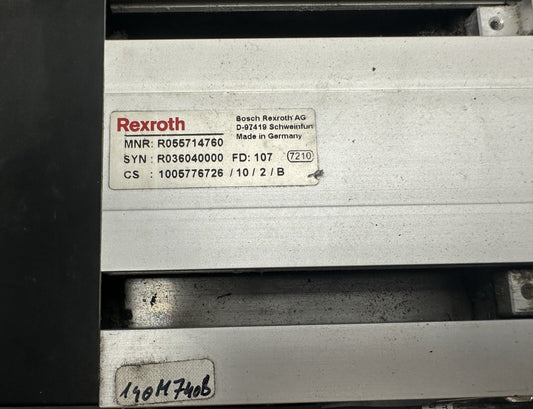 Rexroth
Bosch Rexroth AG
D-97419 Schweinfurt
Made in Germany
MNR: R055714760
SYN : R036040000 FD: 107 7210
CS : 1005776726 / 10 / 2 / B
140M740B